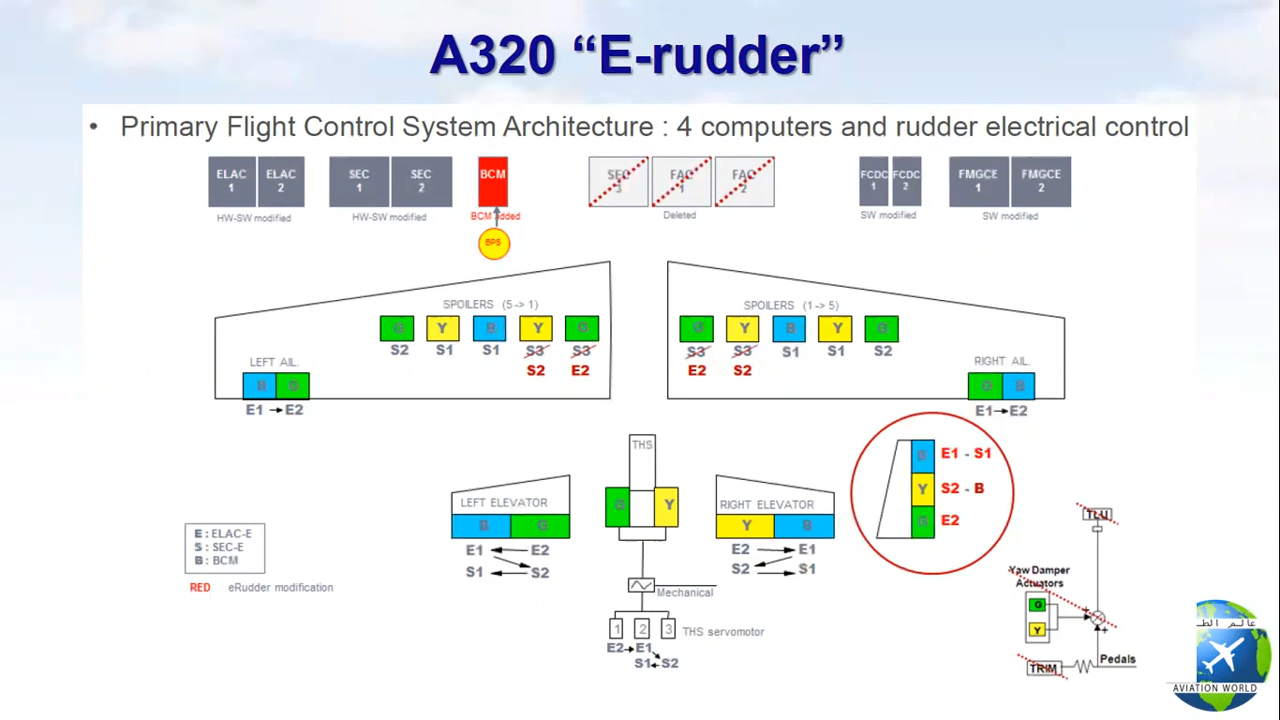 A320 “E-rudder”
• Primary Flight Control System Architecture : 4 computers and rudder electrical control
ELAC 1
ELAC 2
SEC 1
SEC 2
BCM
SEC 3
FAC 1
FAC 2
FCDC 1
FCDC 2
FMGCE 1
FMGCE 2
HW-SW modified
HW-SW modified
BCM added
Deleted
SW modified
SW modified
BPS
SPOILERS (5->1)
SPOILERS (1->5)
G Y B Y G
G Y B Y G
S2 S1 S1 S3 S3
S3 S3 S1 S1 S2
S2 E2
E2 S2
LEFT AIL.
RIGHT AIL.
B G
G B
E1 → E2
E1→E2
THS
G Y
LEFT ELEVATOR
RIGHT ELEVATOR
B G
Y B
E1 E2
S1 S2
E2 E1
S2 S1
B E1 - S1
Y S2 - B
G E2
E : ELAC-E
S : SEC-E
B : BCM
RED eRudder modification
Mechanical
1 2 3 THS servomotor
E2 E1
S1 S2
TLU
Yaw Damper
Actuators
G
Y
+
+
TRIM
Pedals
AVIATION WORLD